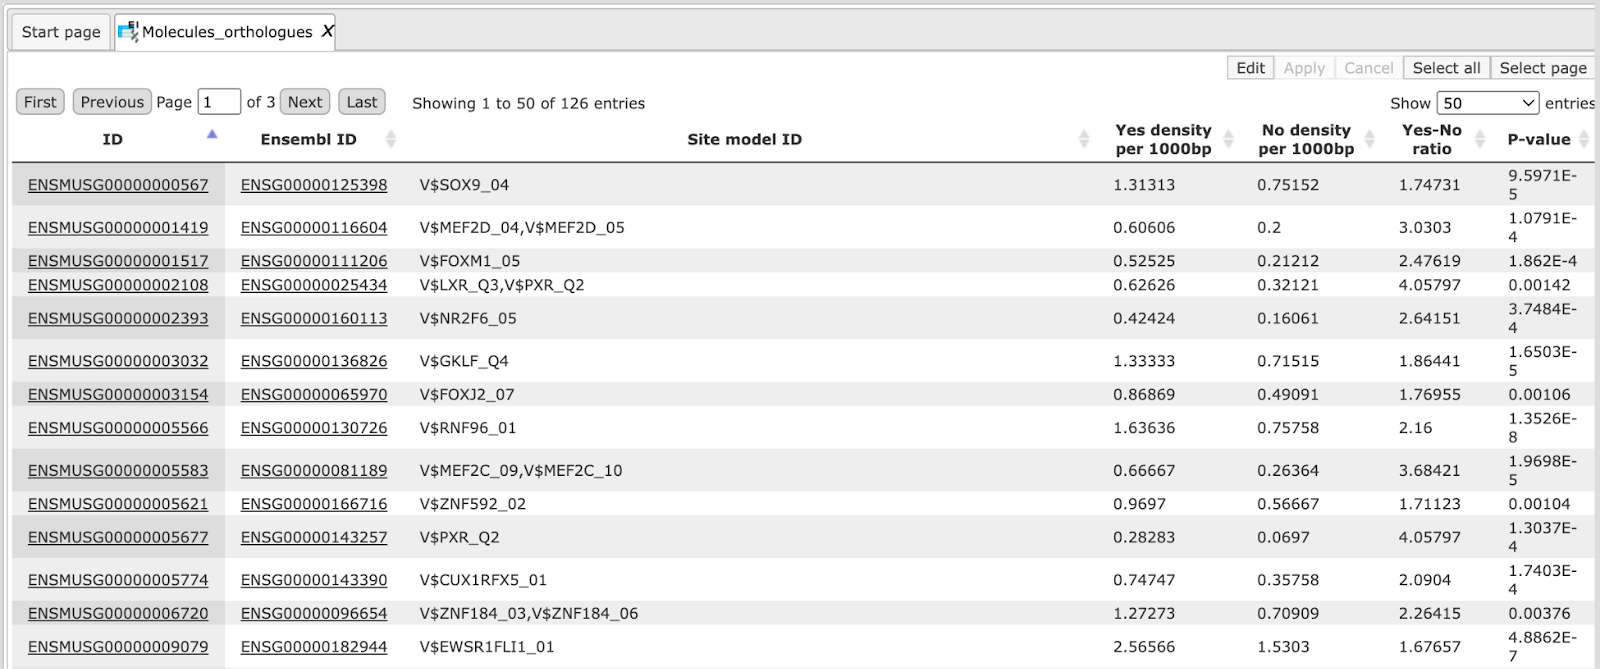 Start page
EI
Molecules_orthologues X
Edit Apply Cancel Select all Select page
First Previous Page 1 of 3 Next Last Showing 1 to 50 of 126 entries Show 50 entries
ID Ensembl ID Site model ID Yes density per 1000bp No density per 1000bp Yes-No ratio P-value
ENSMUSG00000000567 ENSG00000125398 V$SOX9_04 1.31313 0.75152 1.74731 9.5971E-5
ENSMUSG00000001419 ENSG00000116604 V$MEF2D_04,V$MEF2D_05 0.60606 0.2 3.0303 1.0791E-4
ENSMUSG00000001517 ENSG00000111206 V$FOXM1_05 0.52525 0.21212 2.47619 1.862E-4
ENSMUSG00000002108 ENSG00000025434 V$LXR_Q3,V$PXR_Q2 0.62626 0.32121 4.05797 0.00142
ENSMUSG00000002393 ENSG00000160113 V$NR2F6_05 0.42424 0.16061 2.64151 3.7484E-4
ENSMUSG00000003032 ENSG00000136826 V$GKLF_Q4 1.33333 0.71515 1.86441 1.6503E-5
ENSMUSG00000003154 ENSG00000065970 V$FOXJ2_07 0.86869 0.49091 1.76955 0.00106
ENSMUSG00000005566 ENSG00000130726 V$RNF96_01 1.63636 0.75758 2.16 1.3526E-8
ENSMUSG00000005583 ENSG00000081189 V$MEF2C_09,V$MEF2C_10 0.66667 0.26364 3.68421 1.9698E-5
ENSMUSG00000005621 ENSG00000166716 V$ZNF592_02 0.9697 0.56667 1.71123 0.00104
ENSMUSG00000005677 ENSG00000143257 V$PXR_Q2 0.28283 0.0697 4.05797 1.3037E-4
ENSMUSG00000005774 ENSG00000143390 V$CUX1RFX5_01 0.74747 0.35758 2.0904 1.7403E-4
ENSMUSG00000006720 ENSG00000096654 V$ZNF184_03,V$ZNF184_06 1.27273 0.70909 2.26415 0.00376
ENSMUSG00000009079 ENSG00000182944 V$EWSR1FLI1_01 2.56566 1.5303 1.67657 4.8862E-7